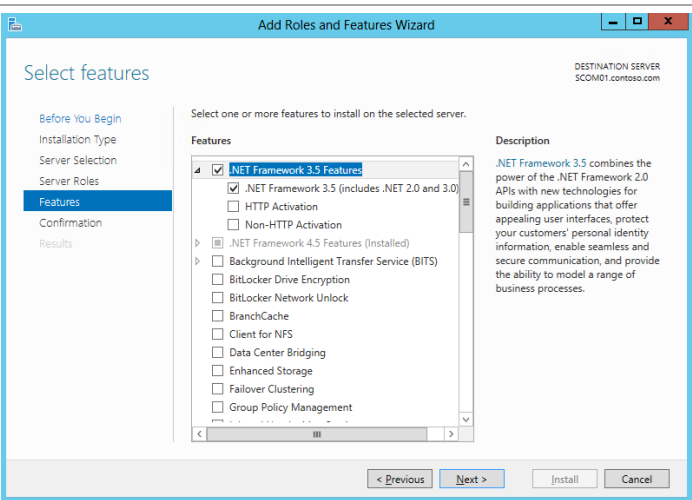 Add Roles and Features Wizard
Select features
DESTINATION SERVER
SCOM01.contoso.com
Before You Begin
Installation Type
Server Selection
Server Roles
Features
Confirmation
Results
Select one or more features to install on the selected server.
Features
.NET Framework 3.5 Features
.NET Framework 3.5 (includes .NET 2.0 and 3.0)
HTTP Activation
Non-HTTP Activation
.NET Framework 4.5 Features (Installed)
Background Intelligent Transfer Service (BITS)
BitLocker Drive Encryption
BitLocker Network Unlock
BranchCache
Client for NFS
Data Center Bridging
Enhanced Storage
Failover Clustering
Group Policy Management
Description
.NET Framework 3.5 combines the
power of the .NET Framework 2.0
APIs with new technologies for
building applications that offer
appealing user interfaces, protect
your customers' personal identity
information, enable seamless and
secure communication, and provide
the ability to model a range of
business processes.
< Previous
Next >
Install
Cancel